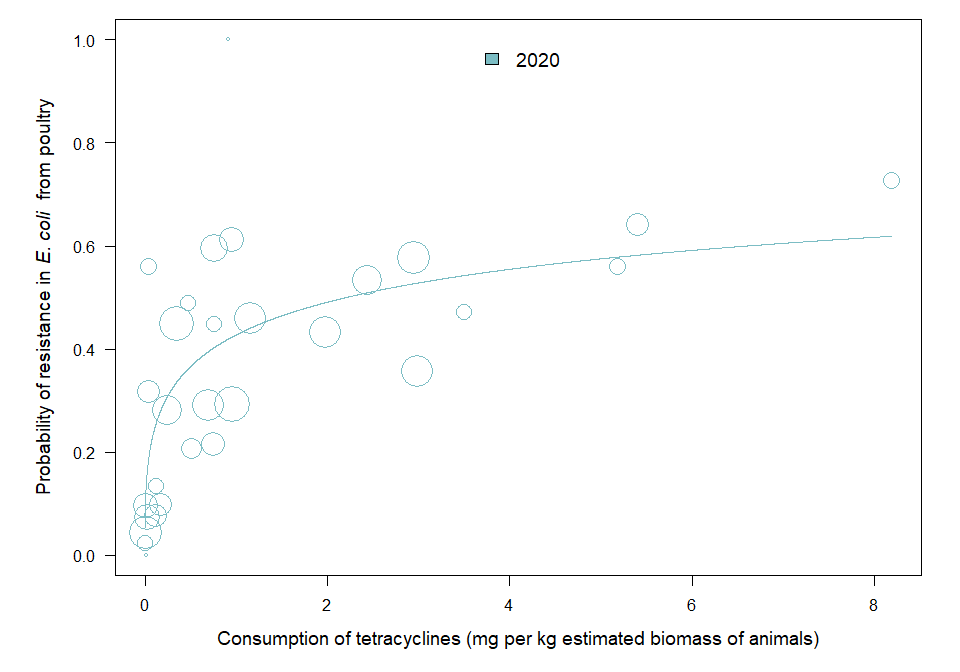 1.0
0.8
0.6
0.4
0.2
0.0
Probability of resistance in E. coli from poultry
2020
0 2 4 6 8
Consumption of tetracyclines (mg per kg estimated biomass of animals)